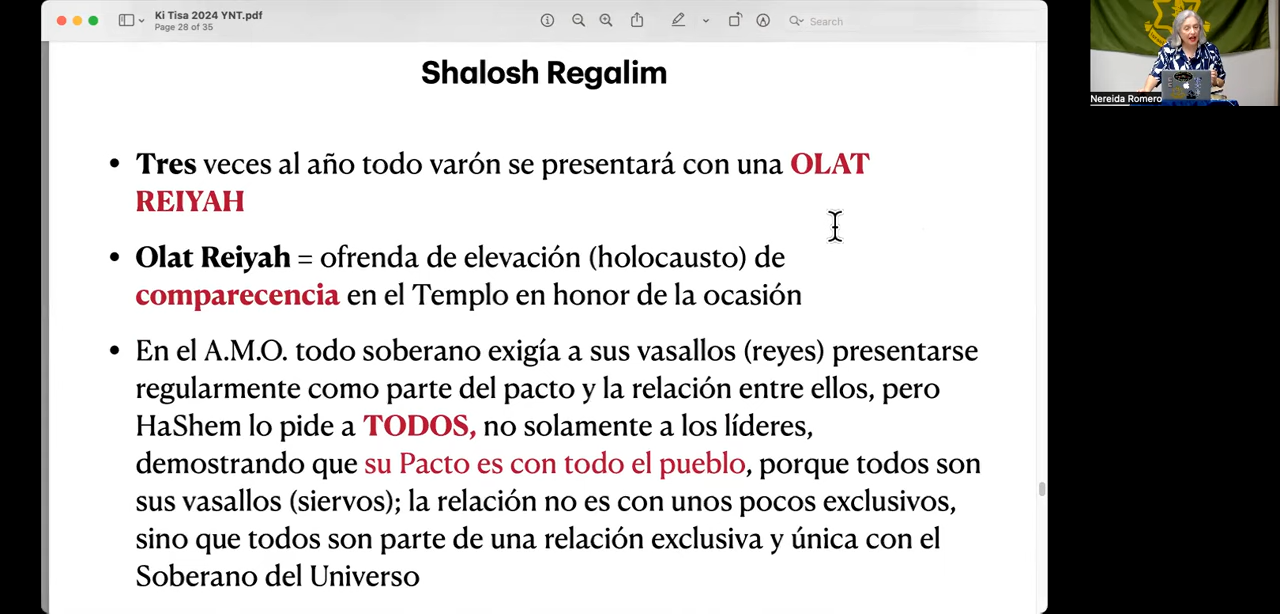 Ki Tisa 2024 YNT.pdf
Page 28 of 35
Search
Nereida Romero
Shalosh Regalim
• Tres veces al año todo varón se presentará con una OLAT
REIYAH
• Olat Reiyah = ofrenda de elevación (holocausto) de
comparecencia en el Templo en honor de la ocasión
• En el A.M.O. todo soberano exigía a sus vasallos (reyes) presentarse
regularmente como parte del pacto y la relación entre ellos, pero
HaShem lo pide a TODOS, no solamente a los líderes,
demostrando que su Pacto es con todo el pueblo, porque todos son
sus vasallos (siervos); la relación no es con unos pocos exclusivos,
sino que todos son parte de una relación exclusiva y única con el
Soberano del Universo